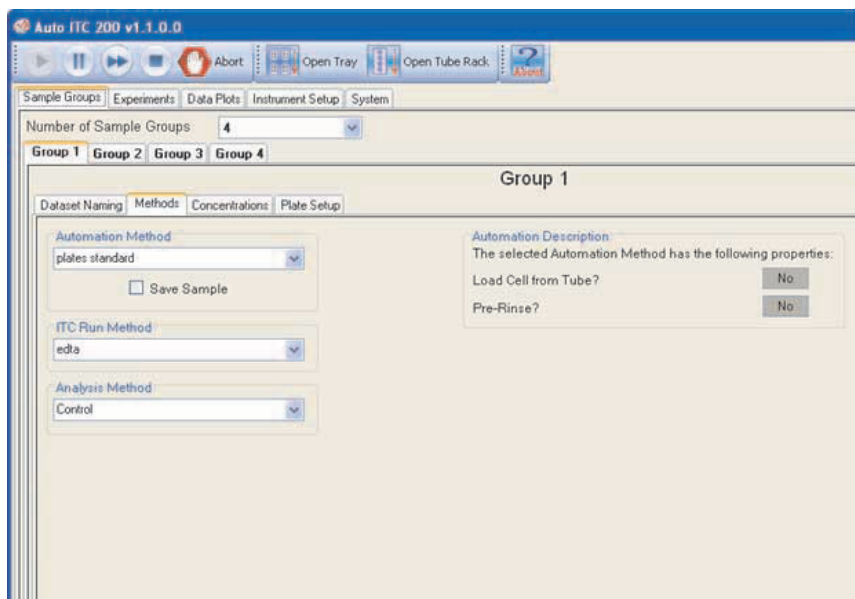 Auto ITC 200 v1.1.0.0
Abort Open Tray Open Tube Rack ? About
Sample Groups Experiments Data Plots Instrument Setup System
Number of Sample Groups 4
Group 1 Group 2 Group 3 Group 4
Group 1
Dataset Naming Methods Concentrations Plate Setup
Automation Method
plates standard
Save Sample
ITC Run Method
edta
Analysis Method
Control
Automation Description
The selected Automation Method has the following properties:
Load Cell from Tube? No
Pre-Rinse? No